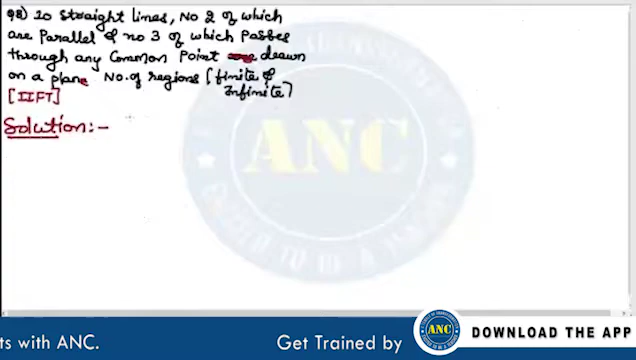 98) 20 Straight lines, No 2 of which
are Parallel & no 3 of which Passes
through any Common Point drawn
on a plane No. of regions (finite &
Infinite)
[IIFT]
Solution:-
ANC
ts with ANC.
Get Trained by
ANC
DOWNLOAD THE APP